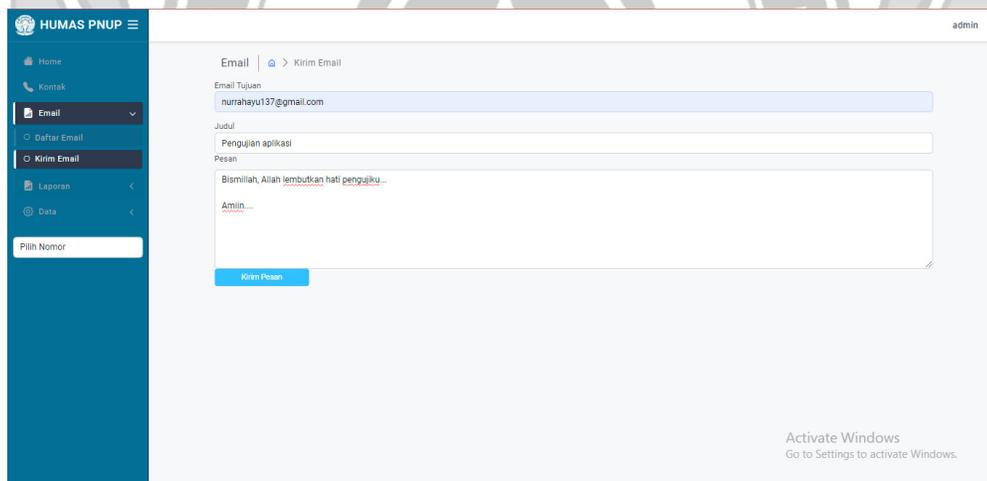 HUMAS PNUP
admin
Home
Kontak
Email
Daftar Email
Kirim Email
Laporan
Data
Pilih Nomor
Email | > Kirim Email
Email Tujuan
nurrahayu137@gmail.com
Judul
Pengujian aplikasi
Pesan
Bismillah, Allah lembutkan hati pengujiku...
Amiin....
Kirim Pesan
Activate Windows
Go to Settings to activate Windows.